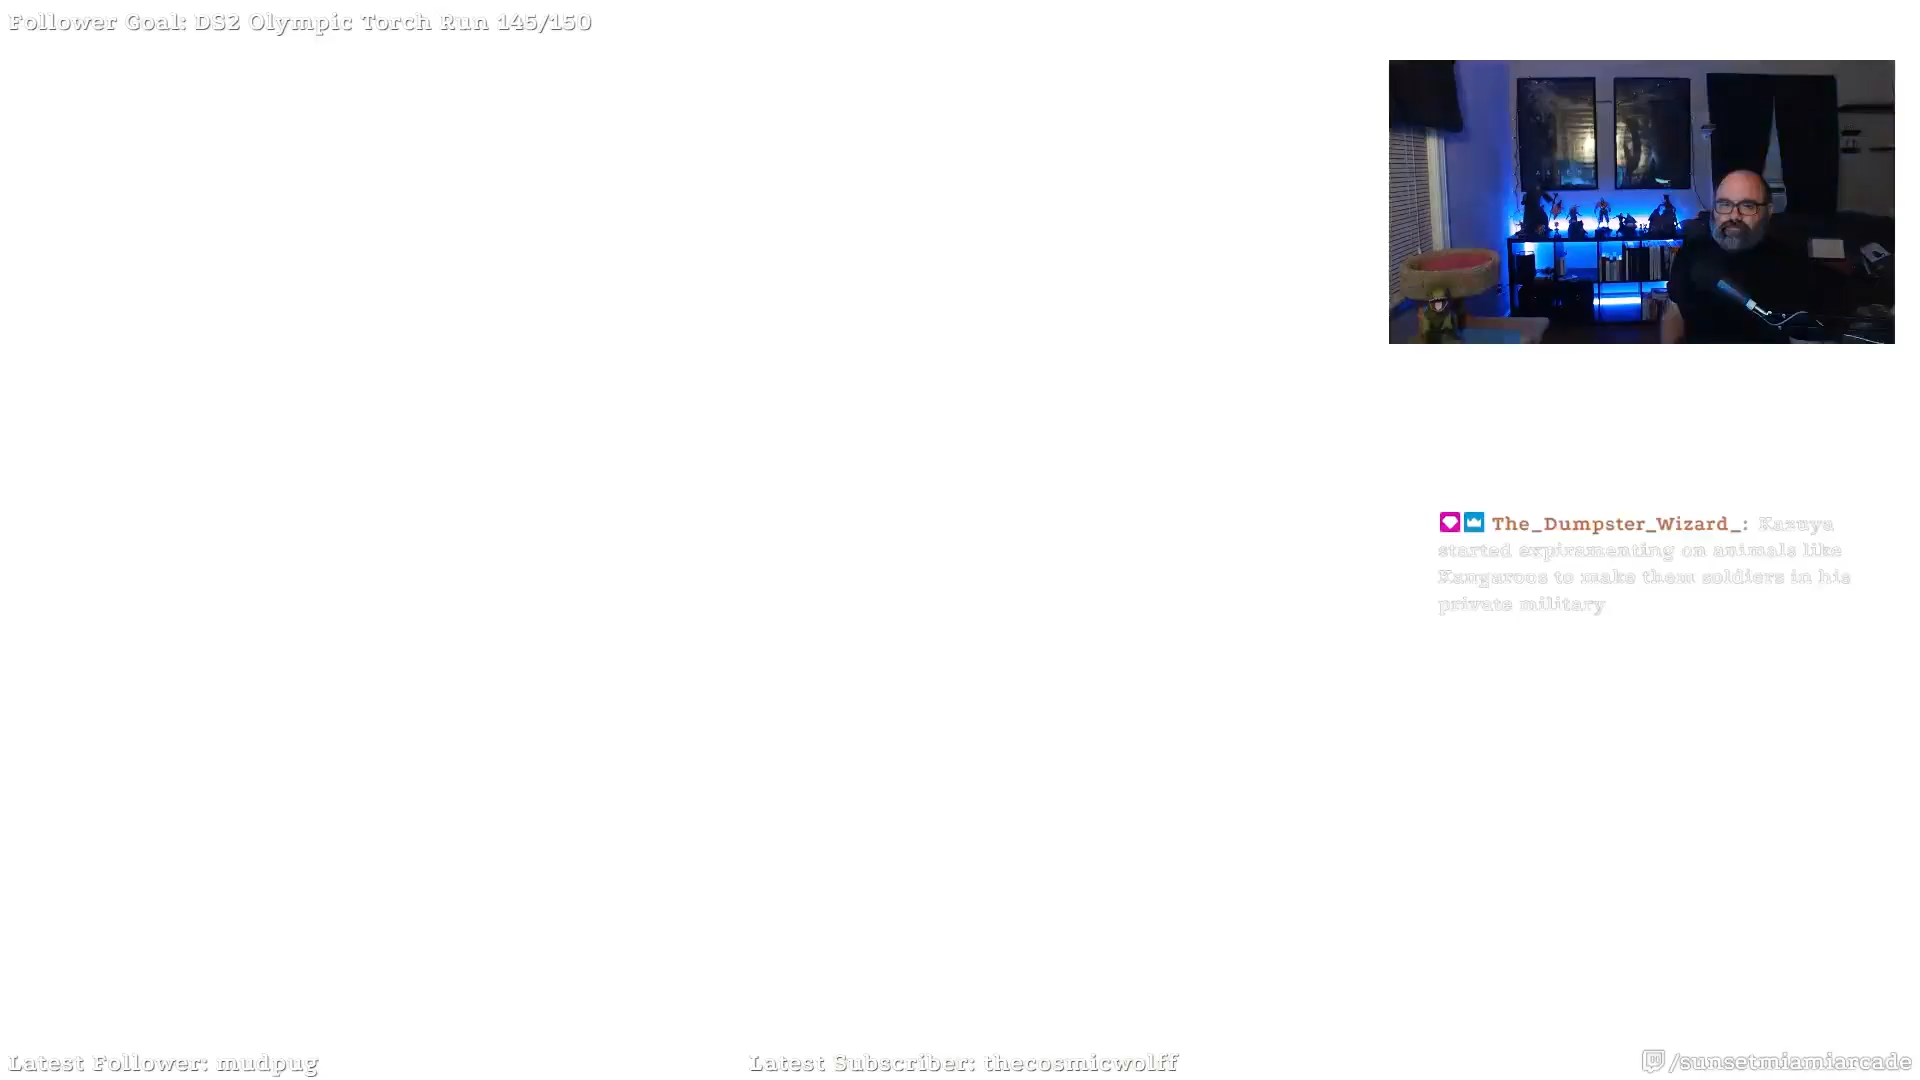 Follower Goal: DS2 Olympic Torch Run 145/150
The_Dumpster_Wizard_: Kazuya
started expiramenting on animals like
Kangaroos to make them soldiers in his
private military
Latest Follower: mudpug
Latest Subscriber: thecosmicwolff
/sunsetmiamiarcade